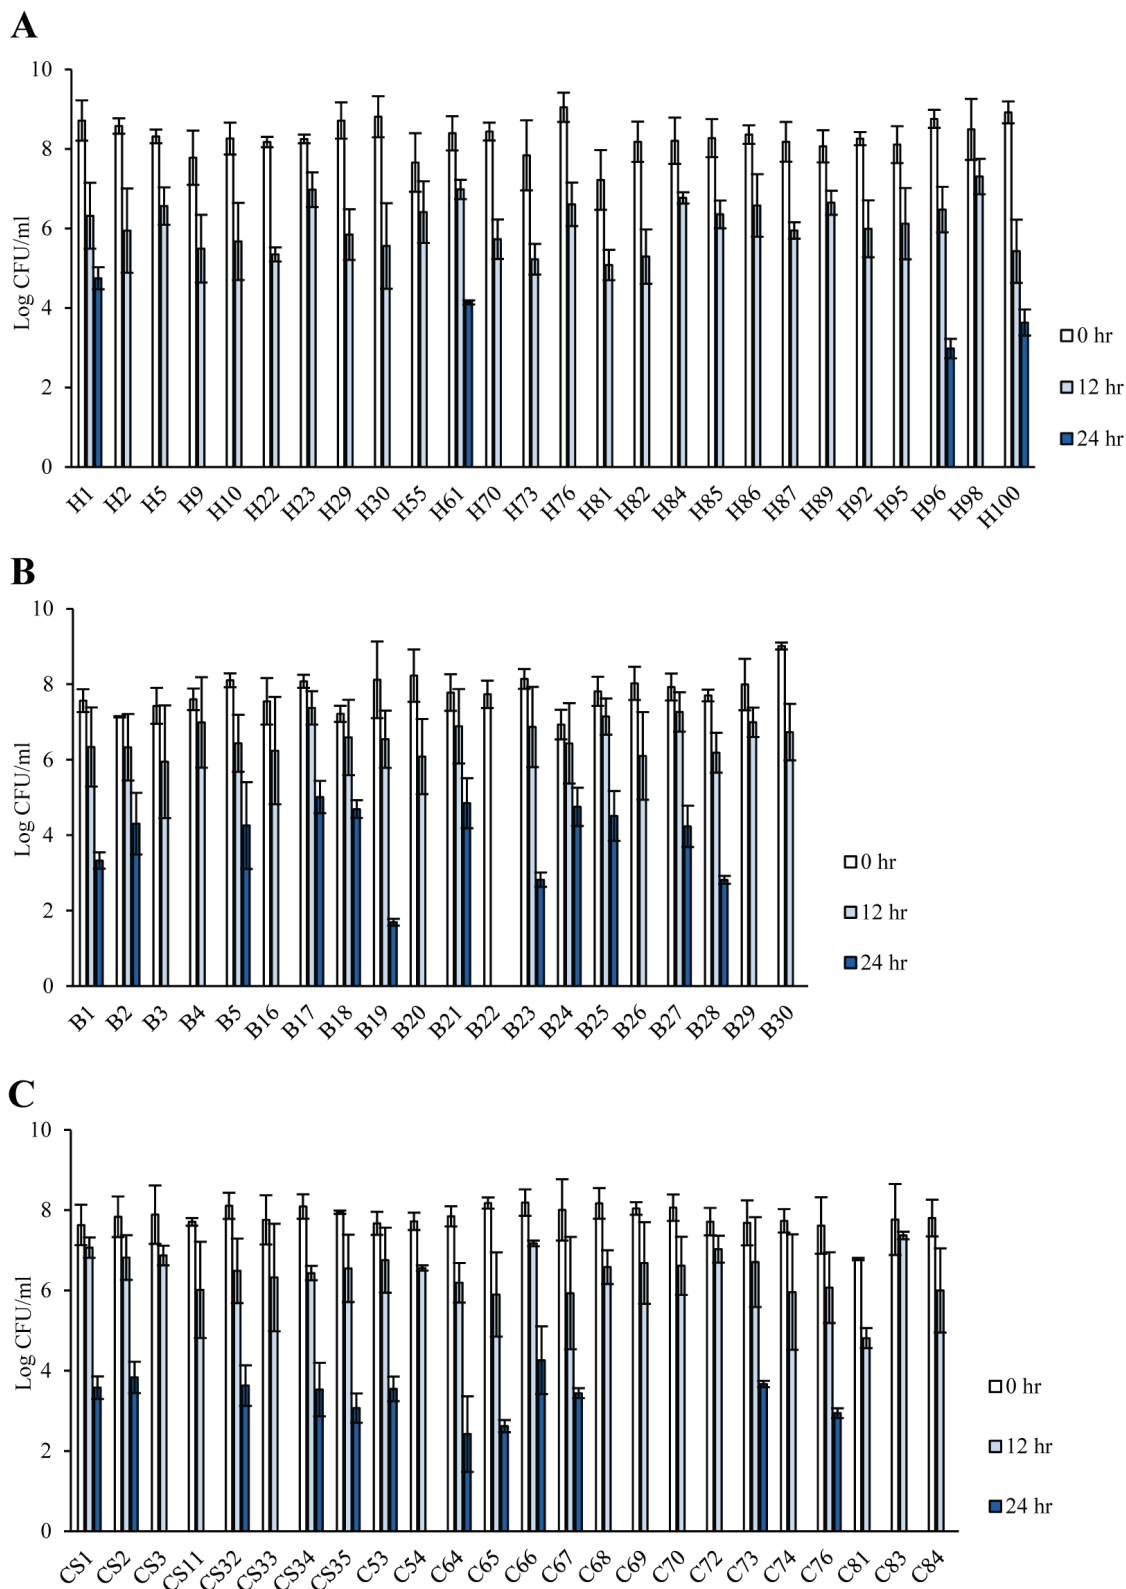 A
10
8
6
4
2
0
Log CFU/ml
0 hr
12 hr
24 hr
H1 H2 H5 H9 H10 H22 H23 H29 H30 H55 H61 H70 H73 H76 H81 H82 H84 H85 H86 H87 H89 H92 H95 H96 H98 H100
B
10
8
6
4
2
0
Log CFU/ml
0 hr
12 hr
24 hr
B1 B2 B3 B4 B5 B16 B17 B18 B19 B20 B21 B22 B23 B24 B25 B26 B27 B28 B29 B30
C
10
8
6
4
2
0
Log CFU/ml
0 hr
12 hr
24 hr
CS1 CS2 CS3 CS11 CS32 CS33 CS34 CS35 C53 C54 C64 C65 C66 C67 C68 C69 C70 C72 C73 C74 C76 C81 C83 C84